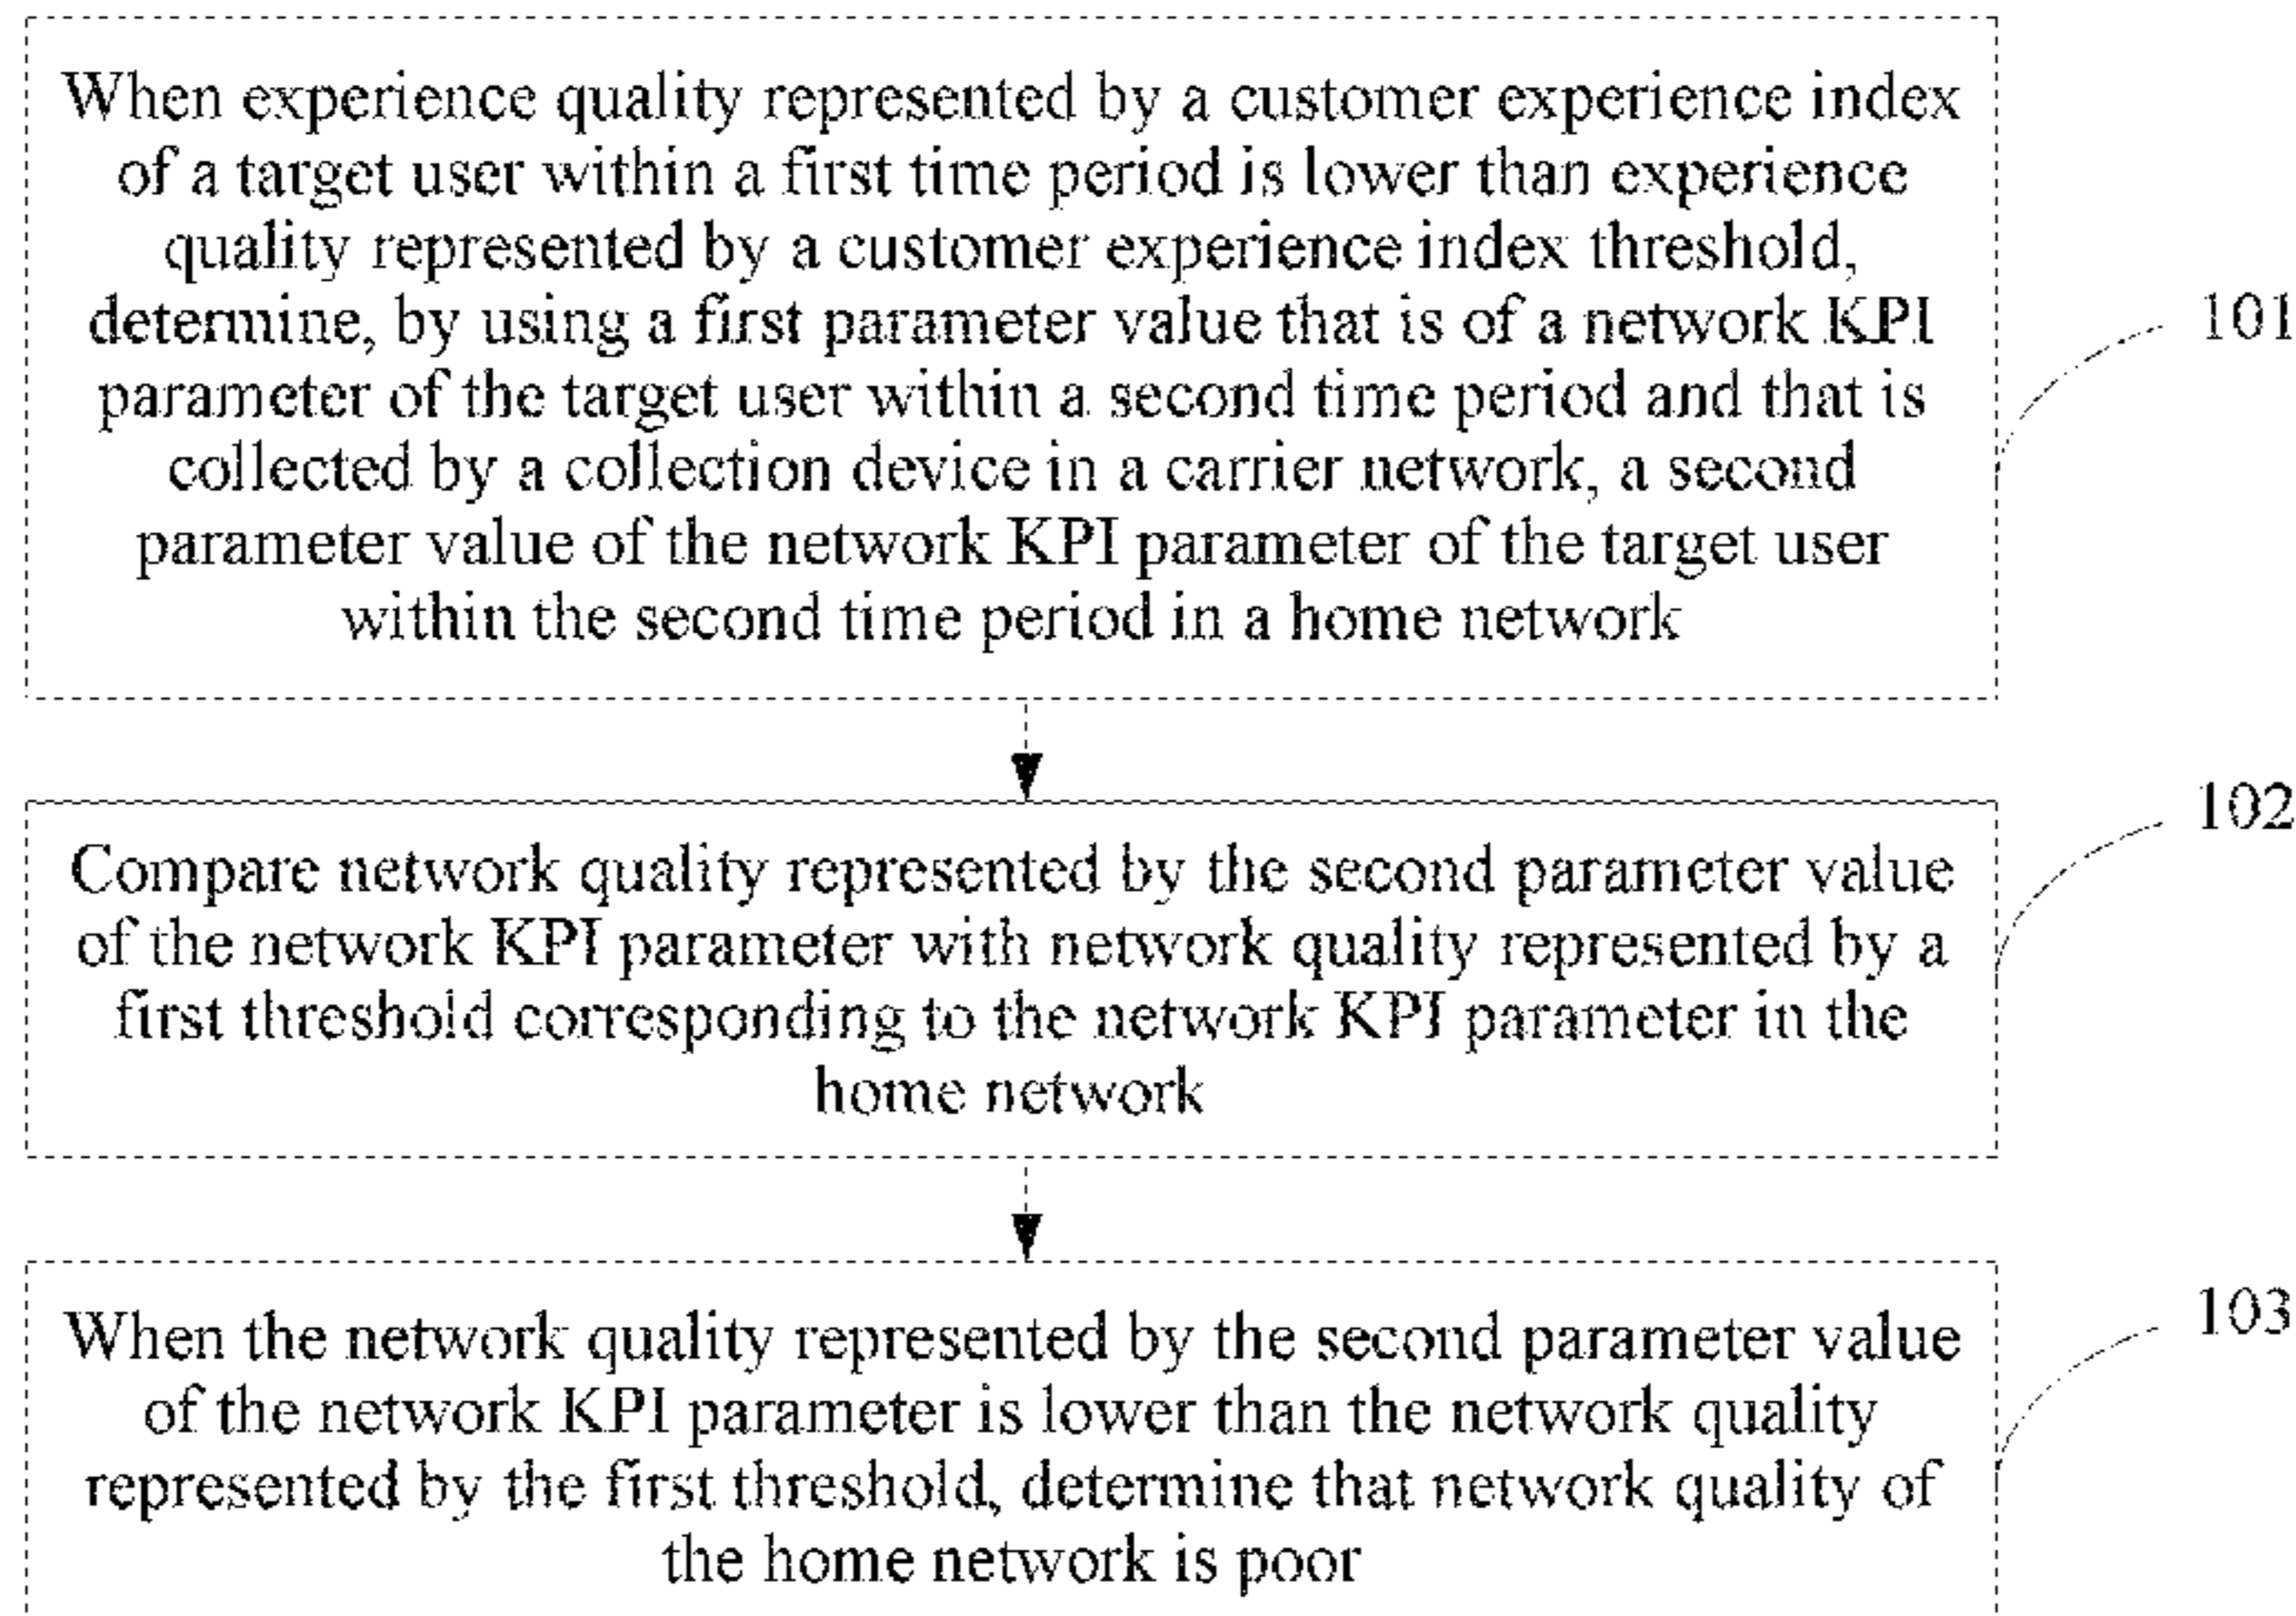 When experience quality represented by a customer experience index
of a target user within a first time period is lower than experience
quality represented by a customer experience index threshold,
determine, by using a first parameter value that is of a network KPI
parameter of the target user within a second time period and that is
collected by a collection device in a carrier network, a second
parameter value of the network KPI parameter of the target user
within the second time period in a home network
101
Compare network quality represented by the second parameter value
of the network KPI parameter with network quality represented by a
first threshold corresponding to the network KPI parameter in the
home network
102
When the network quality represented by the second parameter value
of the network KPI parameter is lower than the network quality
represented by the first threshold, determine that network quality of
the home network is poor
103